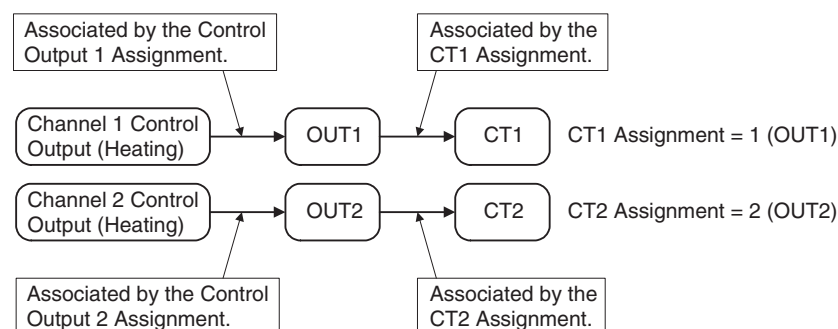 Associated by the Control
Output 1 Assignment.
Associated by the
CT1 Assignment.
Channel 1 Control
Output (Heating)
OUT1
CT1
CT1 Assignment = 1 (OUT1)
Channel 2 Control
Output (Heating)
OUT2
CT2
CT2 Assignment = 2 (OUT2)
Associated by the Control
Output 2 Assignment.
Associated by the
CT2 Assignment.